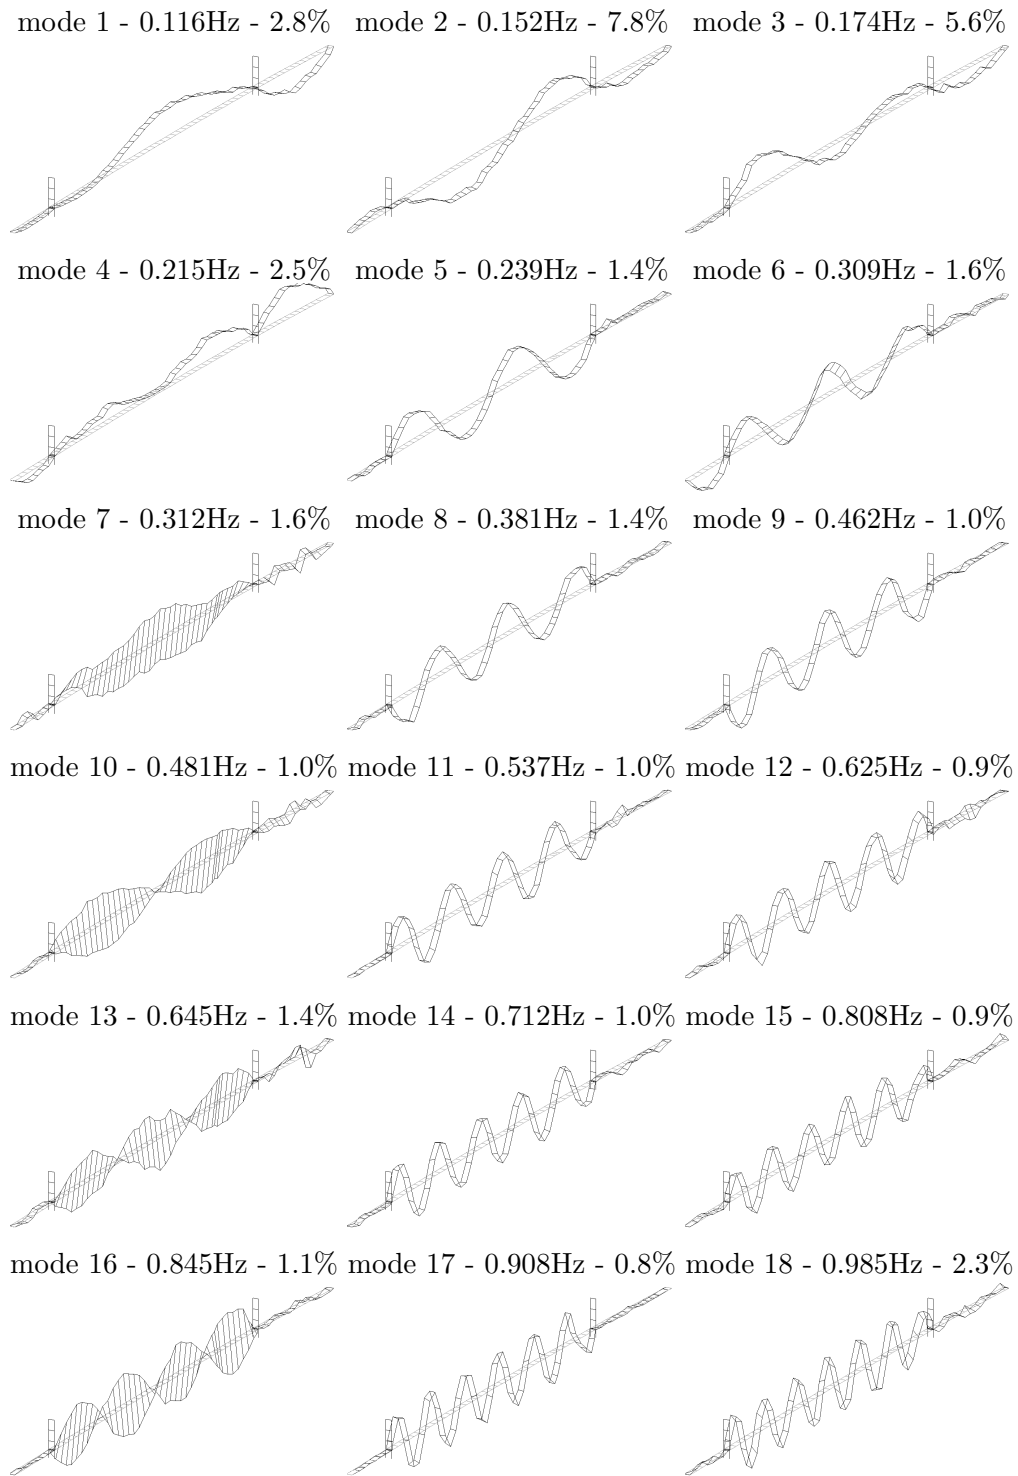 mode 1 - 0.116Hz - 2.8%
mode 2 - 0.152Hz - 7.8%
mode 3 - 0.174Hz - 5.6%
mode 4 - 0.215Hz - 2.5%
mode 5 - 0.239Hz - 1.4%
mode 6 - 0.309Hz - 1.6%
mode 7 - 0.312Hz - 1.6%
mode 8 - 0.381Hz - 1.4%
mode 9 - 0.462Hz - 1.0%
mode 10 - 0.481Hz - 1.0%
mode 11 - 0.537Hz - 1.0%
mode 12 - 0.625Hz - 0.9%
mode 13 - 0.645Hz - 1.4%
mode 14 - 0.712Hz - 1.0%
mode 15 - 0.808Hz - 0.9%
mode 16 - 0.845Hz - 1.1%
mode 17 - 0.908Hz - 0.8%
mode 18 - 0.985Hz - 2.3%